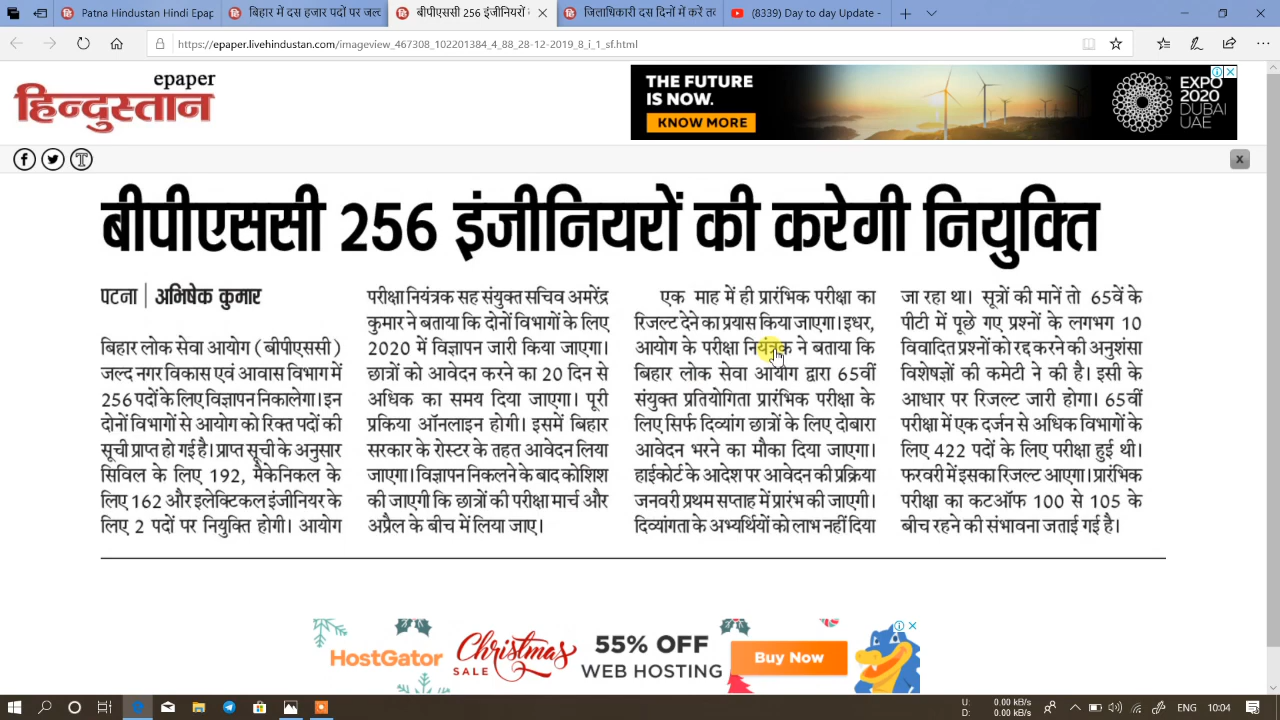 Patna Hindustan Epaper
बिहार में दस हजार पदों पर जल
बीपीएससी 256 इंजीनियरों
जिलाधिकारी दस दिनों में करें तः
(8339) Day to day Update -
https://epaper.livehindustan.com/imageview_467308_102201384_4_88_28-12-2019_8_i_1_sf.html
epaper
हिन्दुस्तान
THE FUTURE
IS NOW.
KNOW MORE
EXPO
2020
DUBAI
UAE
बीपीएससी 256 इंजीनियरों की करेगी नियुक्ति
पटना | अभिषेक कुमार
बिहार लोक सेवा आयोग (बीपीएससी)
जल्द नगर विकास एवं आवास विभाग में
256 पदों के लिए विज्ञापन निकालेगा। इन
दोनों विभागों से आयोग को रिक्त पदों की
सूची प्राप्त हो गई है। प्राप्त सूची के अनुसार
सिविल के लिए 192, मैकेनिकल के
लिए 162 और इलेक्टिकल इंजीनियर के
लिए 2 पदों पर नियुक्ति होगी। आयोग
परीक्षा नियंत्रक सह संयुक्त सचिव अमरेंद्र
कुमार ने बताया कि दोनों विभागों के लिए
2020 में विज्ञापन जारी किया जाएगा।
छात्रों को आवेदन करने का 20 दिन से
अधिक का समय दिया जाएगा। पूरी
प्रकिया ऑनलाइन होगी। इसमें बिहार
सरकार के रोस्टर के तहत आवेदन लिया
जाएगा। विज्ञापन निकलने के बाद कोशिश
की जाएगी कि छात्रों की परीक्षा मार्च और
अप्रैल के बीच में लिया जाए।
एक माह में ही प्रारंभिक परीक्षा का
रिजल्ट देने का प्रयास किया जाएगा। इधर,
आयोग के परीक्षा नियंत्रक ने बताया कि
बिहार लोक सेवा आयोग द्वारा 65वीं
संयुक्त प्रतियोगिता प्रारंभिक परीक्षा के
लिए सिर्फ दिव्यांग छात्रों के लिए दोबारा
आवेदन भरने का मौका दिया जाएगा।
हाईकोर्ट के आदेश पर आवेदन की प्रक्रिया
जनवरी प्रथम सप्ताह में प्रारंभ की जाएगी।
दिव्यांगता के अभ्यर्थियों को लाभ नहीं दिया
जा रहा था। सूत्रों की मानें तो 65वें के
पीटी में पूछे गए प्रश्नों के लगभग 10
विवादित प्रश्नों को रद्द करने की अनुशंसा
विशेषज्ञों की कमेटी ने की है। इसी के
आधार पर रिजल्ट जारी होगा। 65वीं
परीक्षा में एक दर्जन से अधिक विभागों के
लिए 422 पदों के लिए परीक्षा हुई थी।
फरवरी में इसका रिजल्ट आएगा। प्रारंभिक
परीक्षा का कटऑफ 100 से 105 के
बीच रहने की संभावना जताई गई है।
HostGator
Christmas
SALE
55% OFF
WEB HOSTING
Buy Now
U: 0.00 kB/s
D: 0.00 kB/s
ENG
10:04